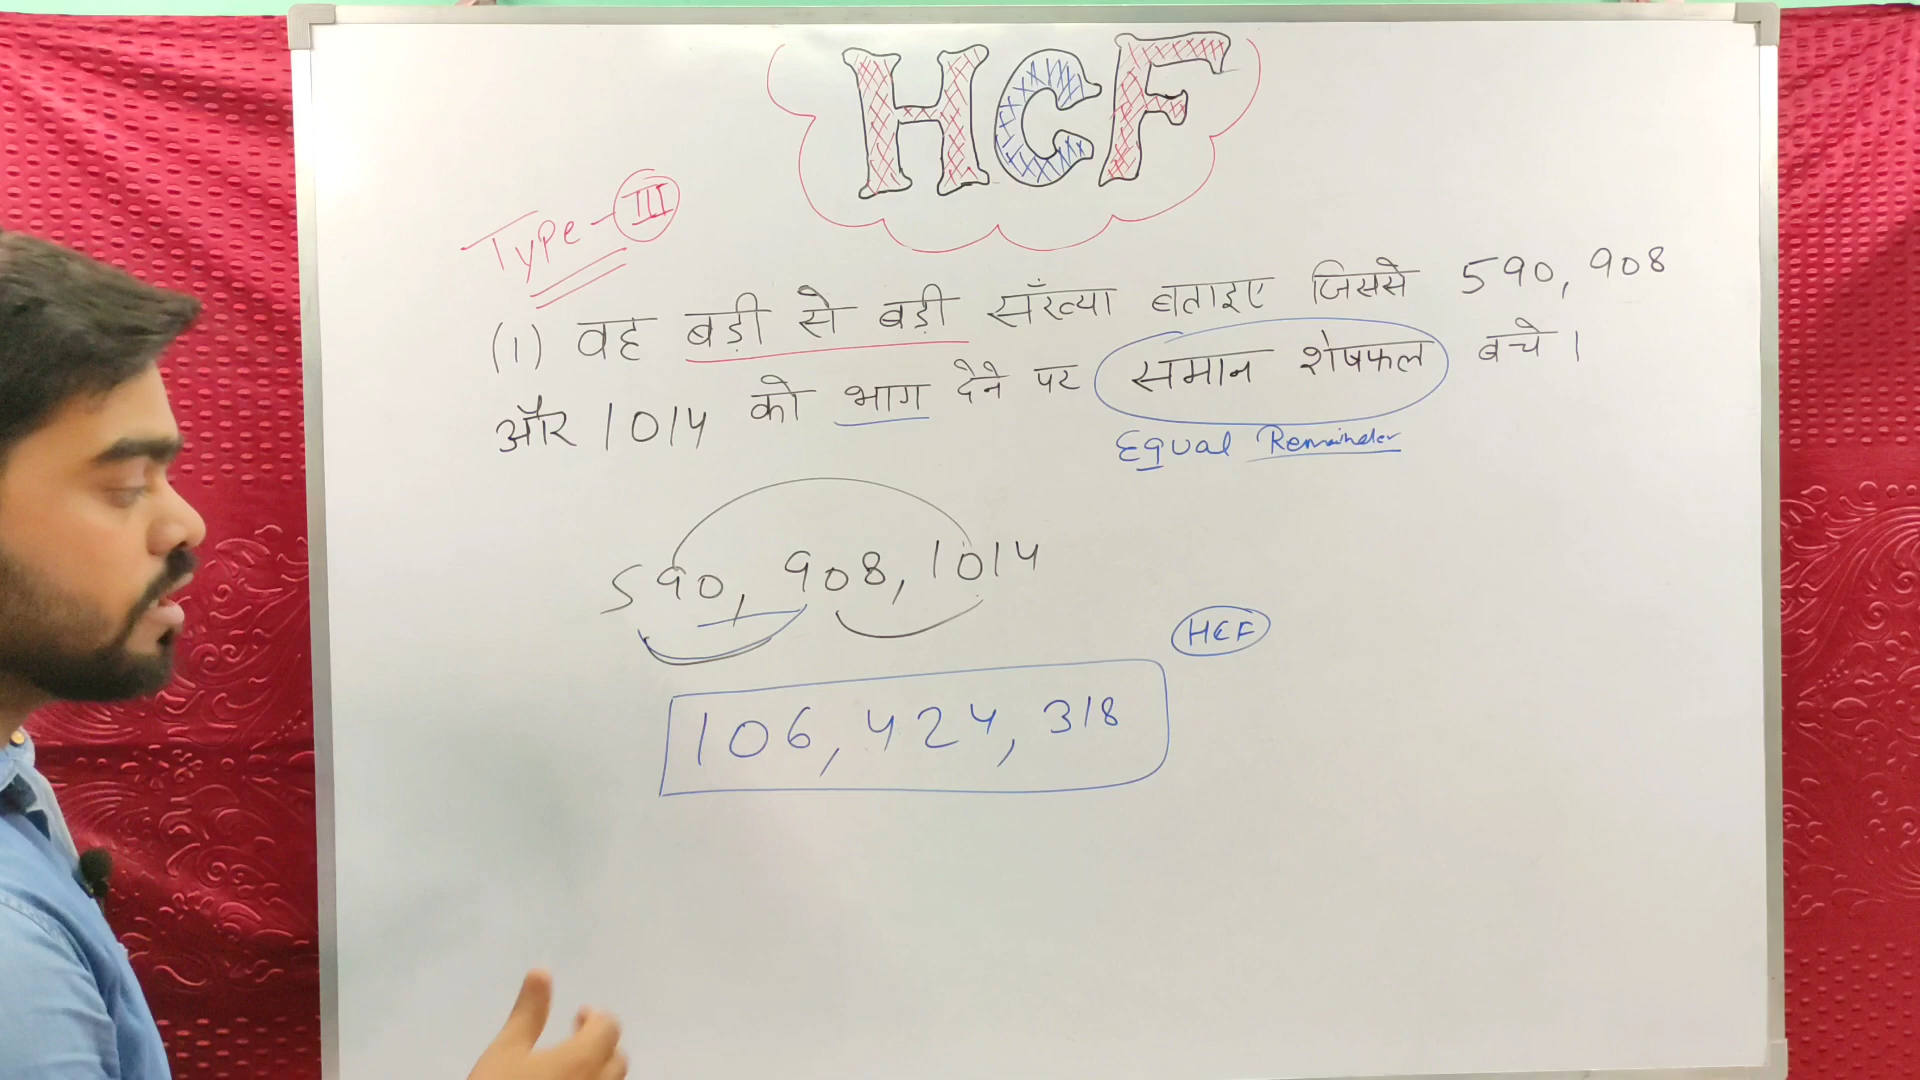 HCF
Type-III
(1) वह बड़ी से बड़ी सँख्या बताइए जिससे 590, 908
और 1014 को भाग देने पर समान शेषफल बचे।
Equal Remainder
590, 908, 1014
HCF
106, 424, 318